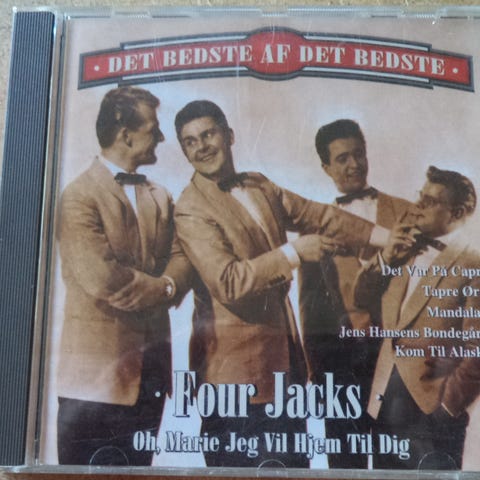 · DET BEDSTE AF DET BEDSTE ·
Det Var På Capri
Tapre Ør
Mandala
Jens Hansens Bondegår
Kom Til Alask
· Four Jacks ·
Oh, Marie Jeg Vil Hjem Til Dig